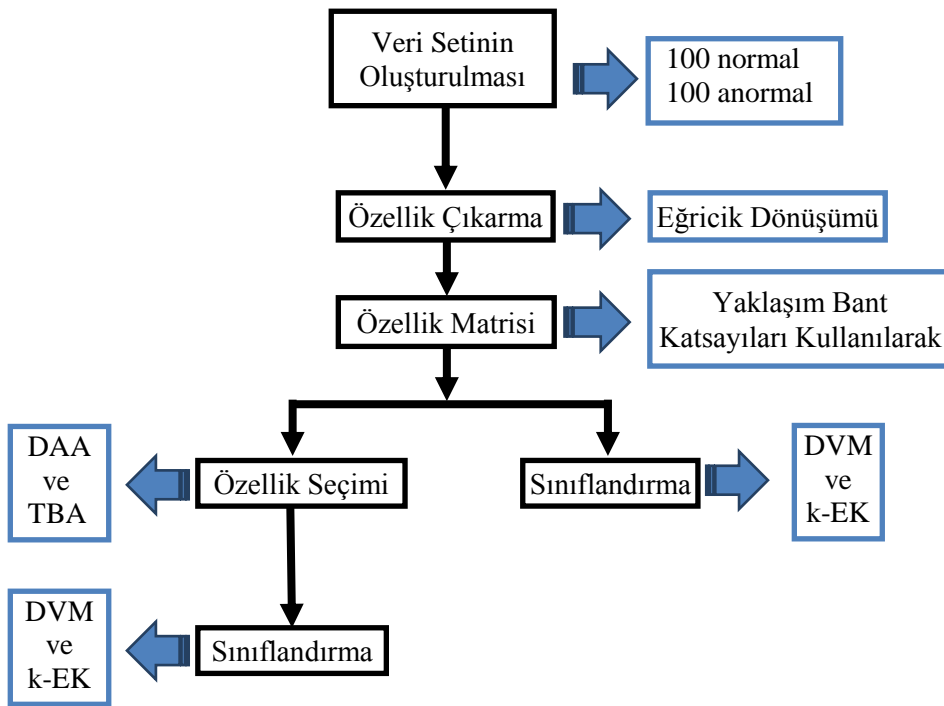 Veri Setinin
Oluşturulması
100 normal
100 anormal
Özellik Çıkarma
Eğricik Dönüşümü
Özellik Matrisi
Yaklaşım Bant
Katsayıları Kullanılarak
DAA
ve
TBA
Özellik Seçimi
Sınıflandırma
DVM
ve
k-EK
DVM
ve
k-EK
Sınıflandırma